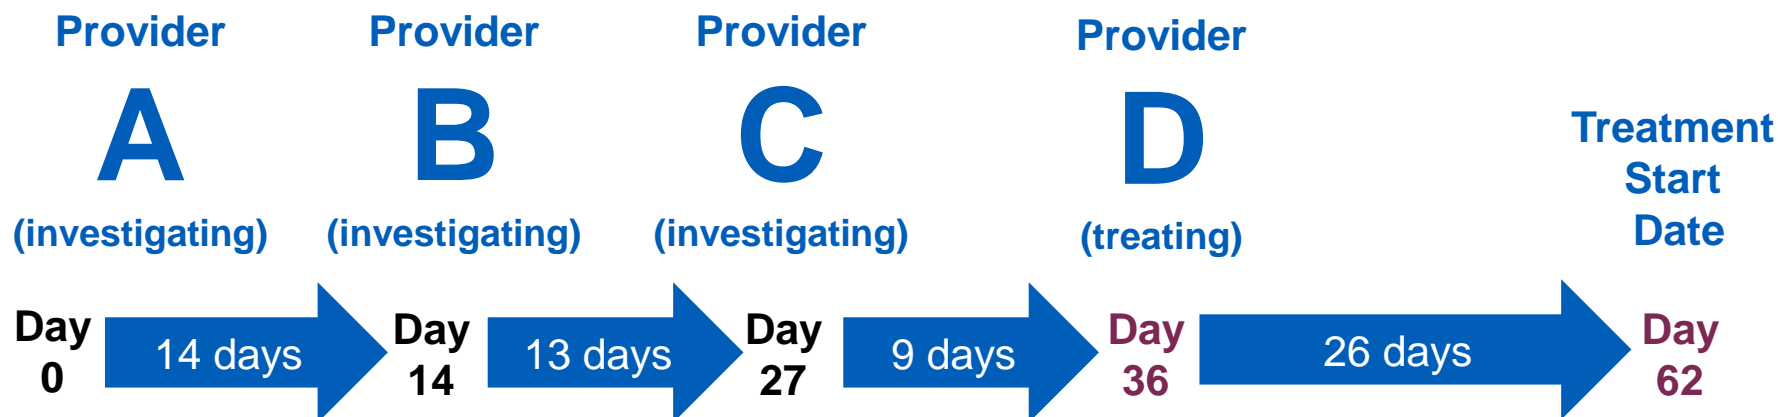 Provider
A
(investigating)
Provider
B
(investigating)
Provider
C
(investigating)
Provider
D
(treating)
Treatment
Start
Date
Day
0
14 days
Day
14
13 days
Day
27
9 days
Day
36
26 days
Day
62